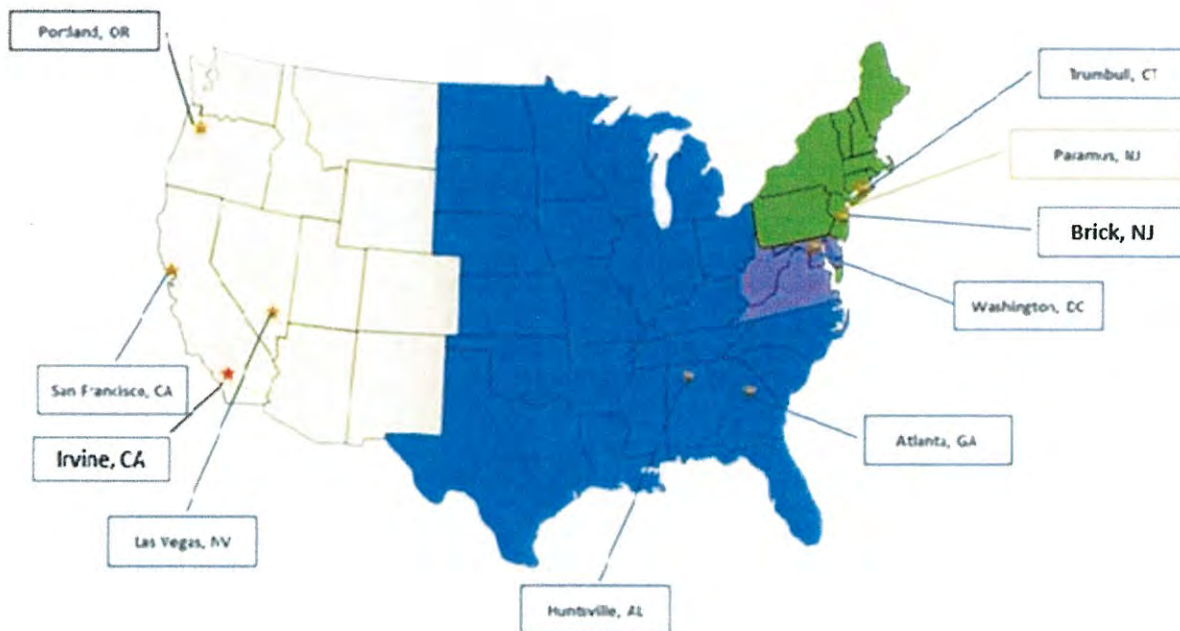 Portland, OR
Trumbull, CT
Paramus, NJ
Brick, NJ
Washington, DC
San Francisco, CA
Irvine, CA
Atlanta, GA
Las Vegas, NV
Huntsville, AL